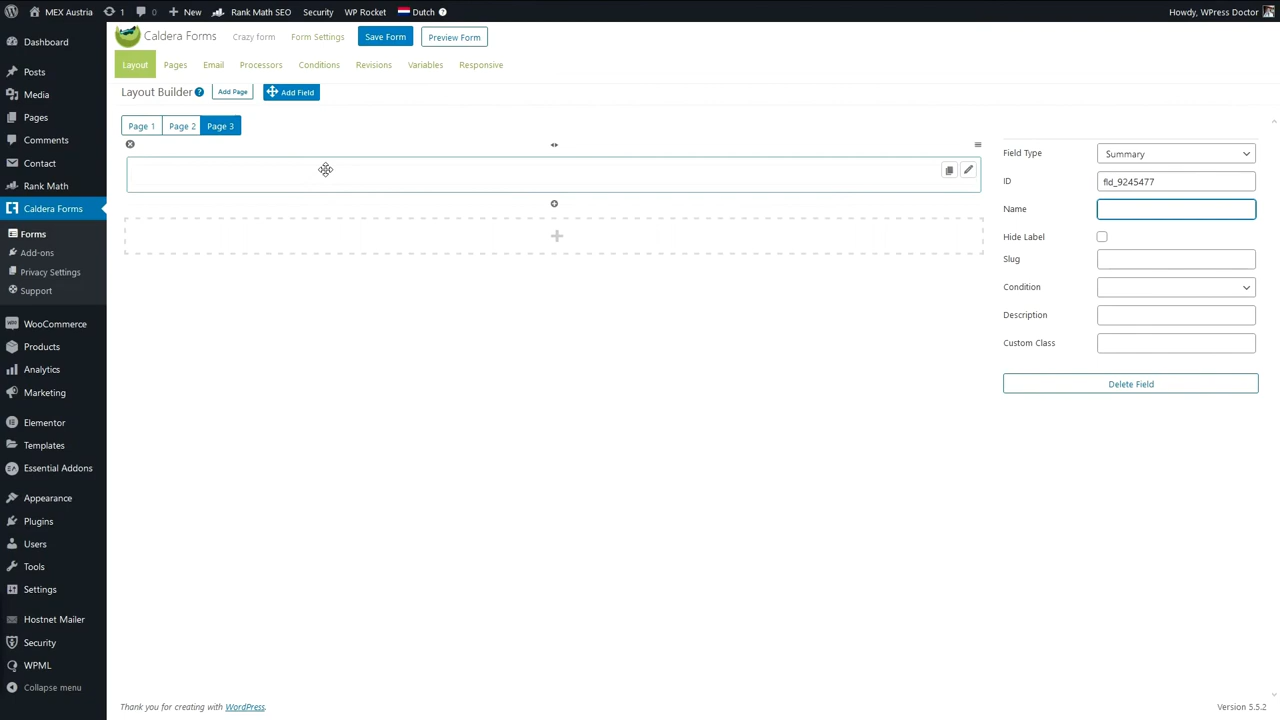 MEX Austria 1 0 New Rank Math SEO Security WP Rocket Dutch Howdy, WPress Doctor
Dashboard
Posts
Media
Pages
Comments
Contact
Rank Math
Caldera Forms
Forms
Add-ons
Privacy Settings
Support
WooCommerce
Products
Analytics
Marketing
Elementor
Templates
Essential Addons
Appearance
Plugins
Users
Tools
Settings
Hostnet Mailer
Security
WPML
Collapse menu
Caldera Forms Crazy form Form Settings Save Form Preview Form
Layout Pages Email Processors Conditions Revisions Variables Responsive
Layout Builder ? Add Page Add Field
Page 1 Page 2 Page 3
Field Type Summary
ID fld_9245477
Name
Hide Label
Slug
Condition
Description
Custom Class
Delete Field
Thank you for creating with WordPress. Version 5.5.2